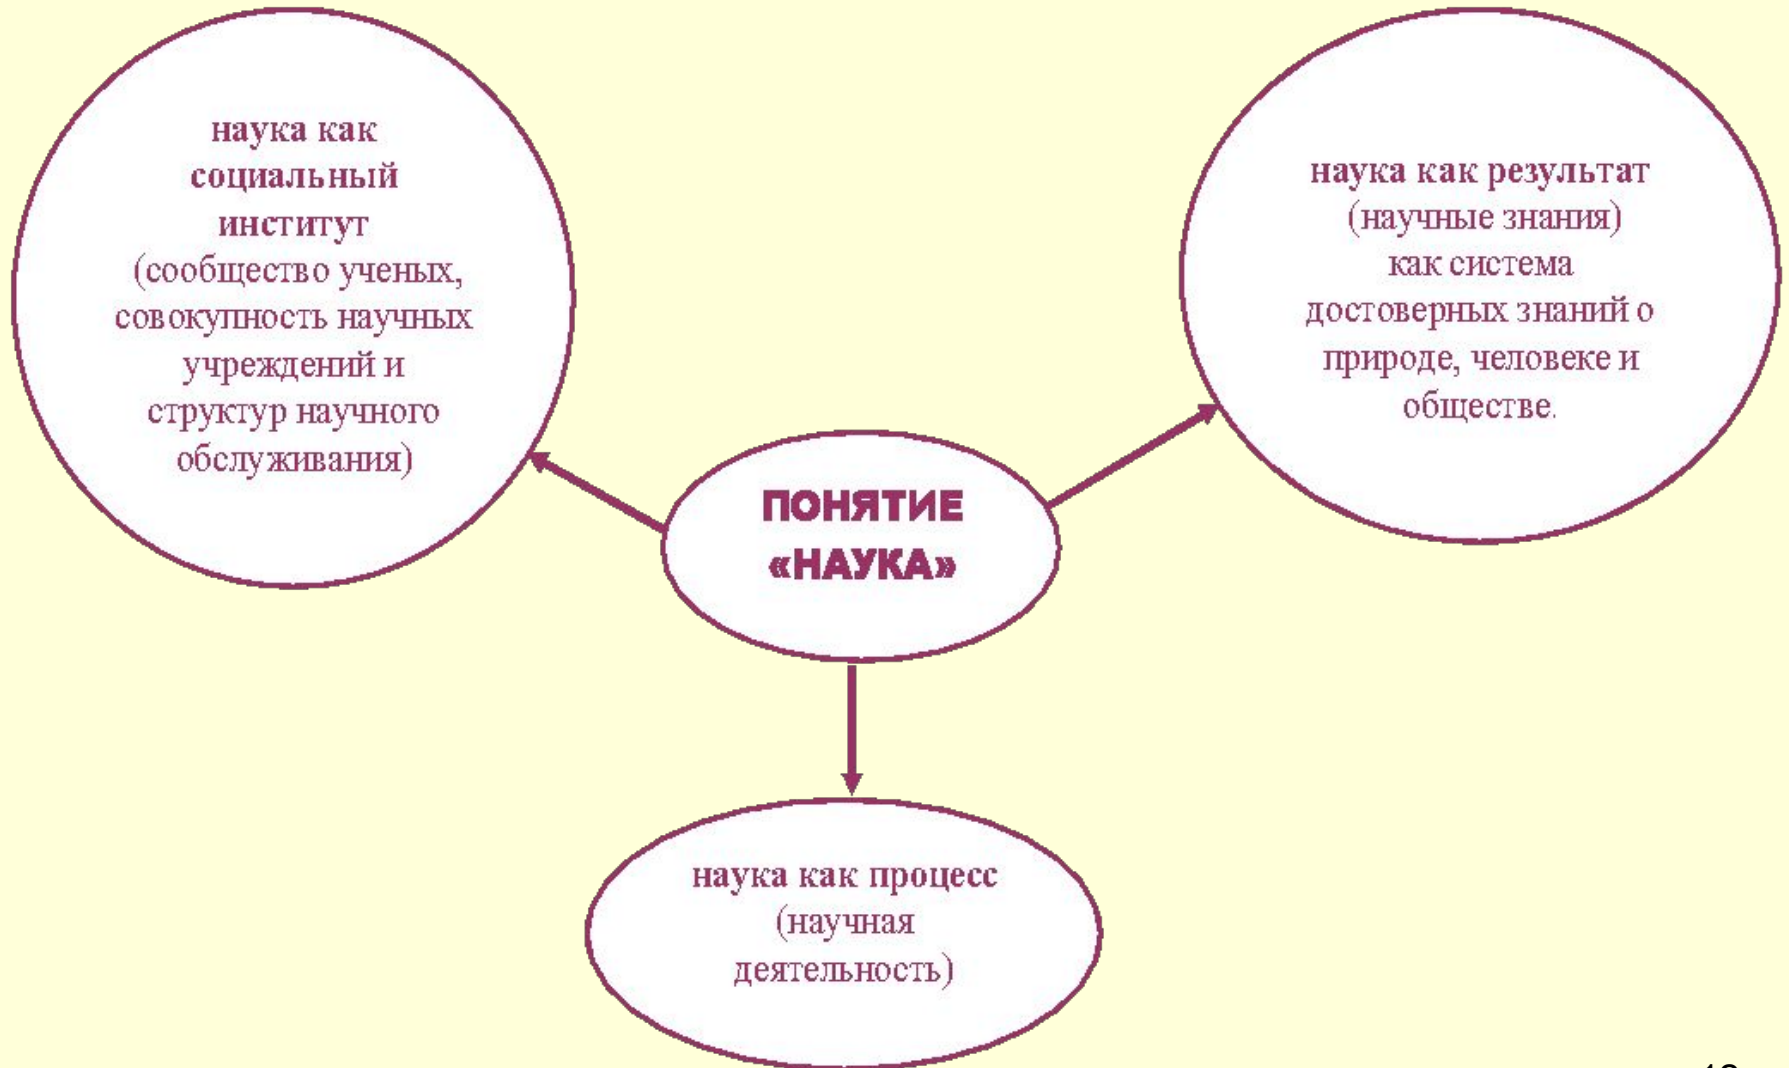 наука как
социальный
институт
(сообщество ученых,
совокупность научных
учреждений и
структур научного
обслуживания)
наука как результат
(научные знания)
как система
достоверных знаний о
природе, человеке и
обществе.
ПОНЯТИЕ
«НАУКА»
наука как процесс
(научная
деятельность)